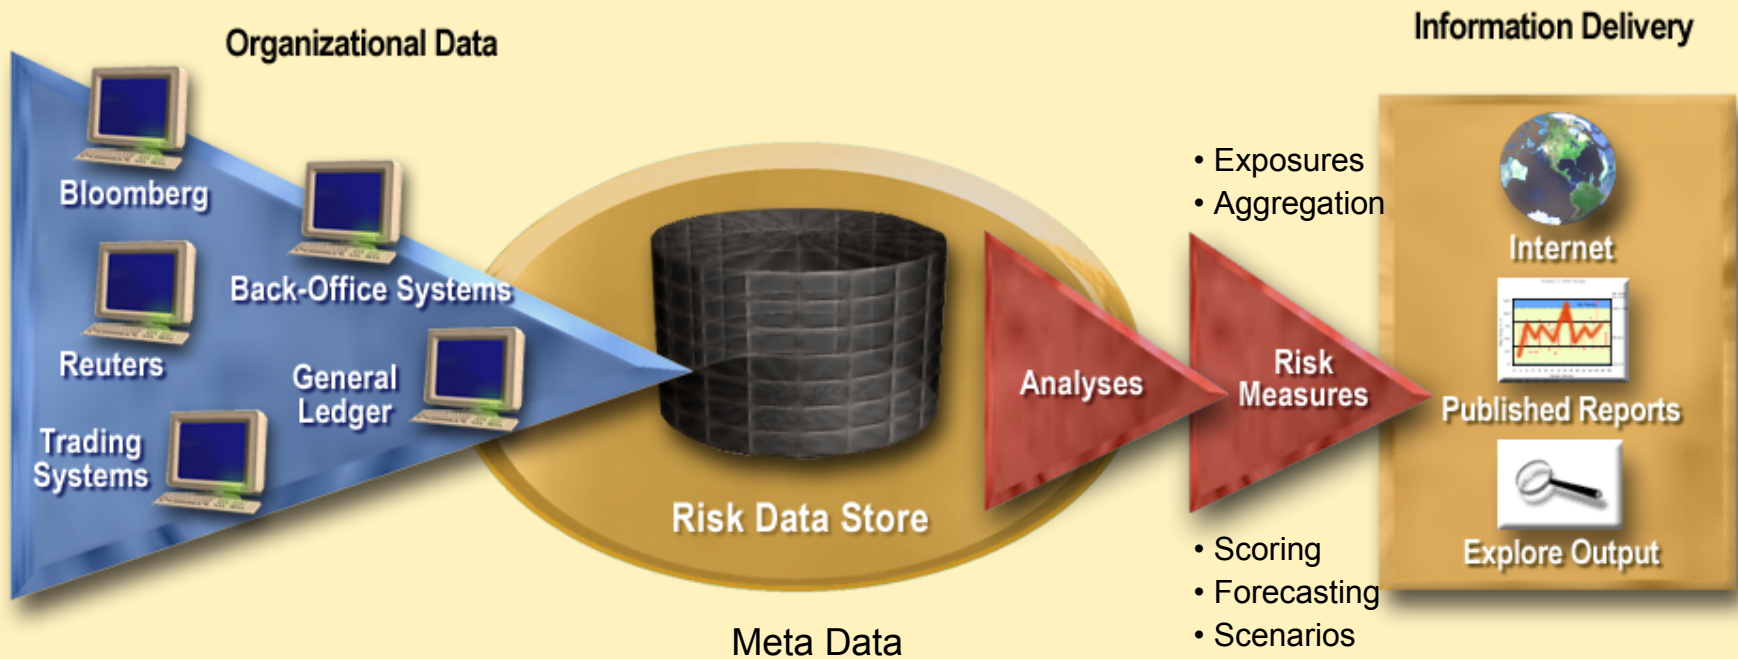 Organizational Data
Bloomberg
Back-Office Systems
Reuters
General
Ledger
Trading
Systems
Risk Data Store
Meta Data
Analyses
• Exposures
• Aggregation
Risk
Measures
• Scoring
• Forecasting
• Scenarios
Information Delivery
Internet
Published Reports
Explore Output